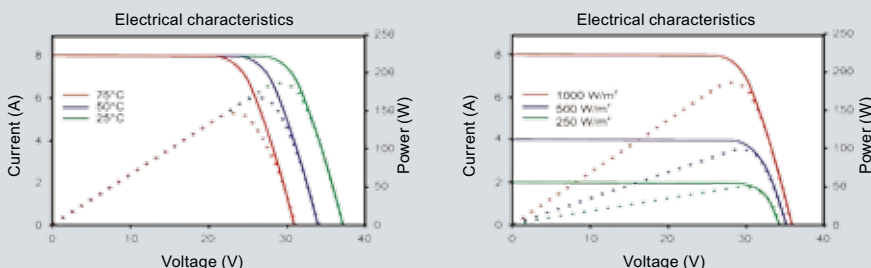 Electrical characteristics
Current (A)
8
6
4
2
0
75°C
50°C
25°C
250
200
150
100
50
0
Power (W)
0
10
20
30
40
Voltage (V)
Electrical characteristics
Current (A)
8
6
4
2
0
1000 W/m²
500 W/m²
250 W/m²
250
200
150
100
50
0
Power (W)
0
10
20
30
40
Voltage (V)